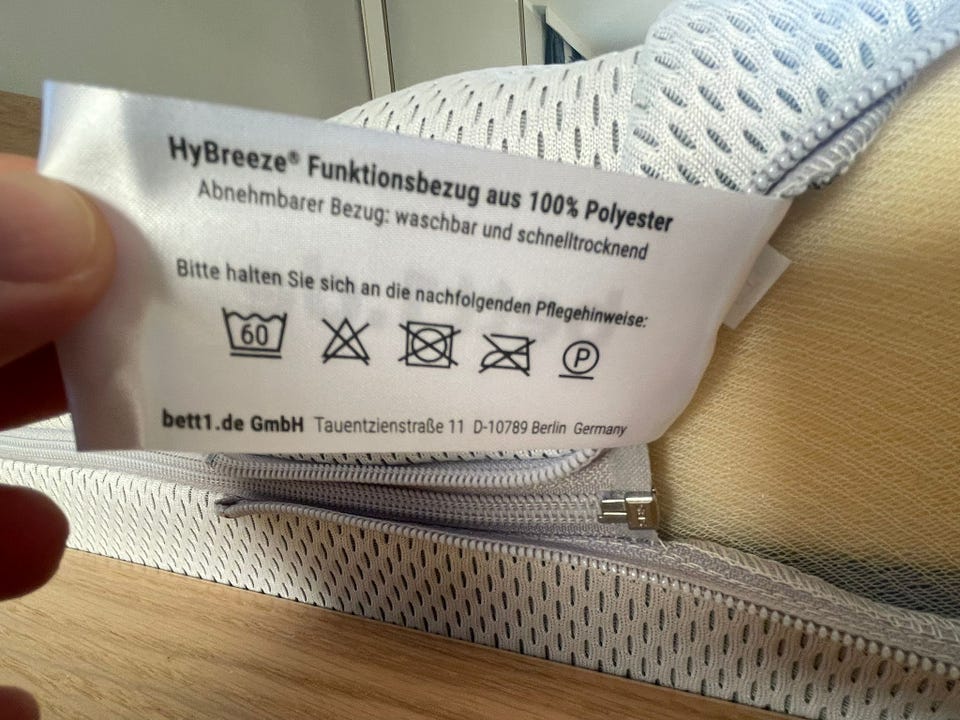 HyBreeze® Funktionsbezug aus 100% Polyester
Abnehmbarer Bezug: waschbar und schnelltrocknend
Bitte halten Sie sich an die nachfolgenden Pflegehinweise:
60 P
bett1.de GmbH Tauentzienstraße 11 D-10789 Berlin Germany